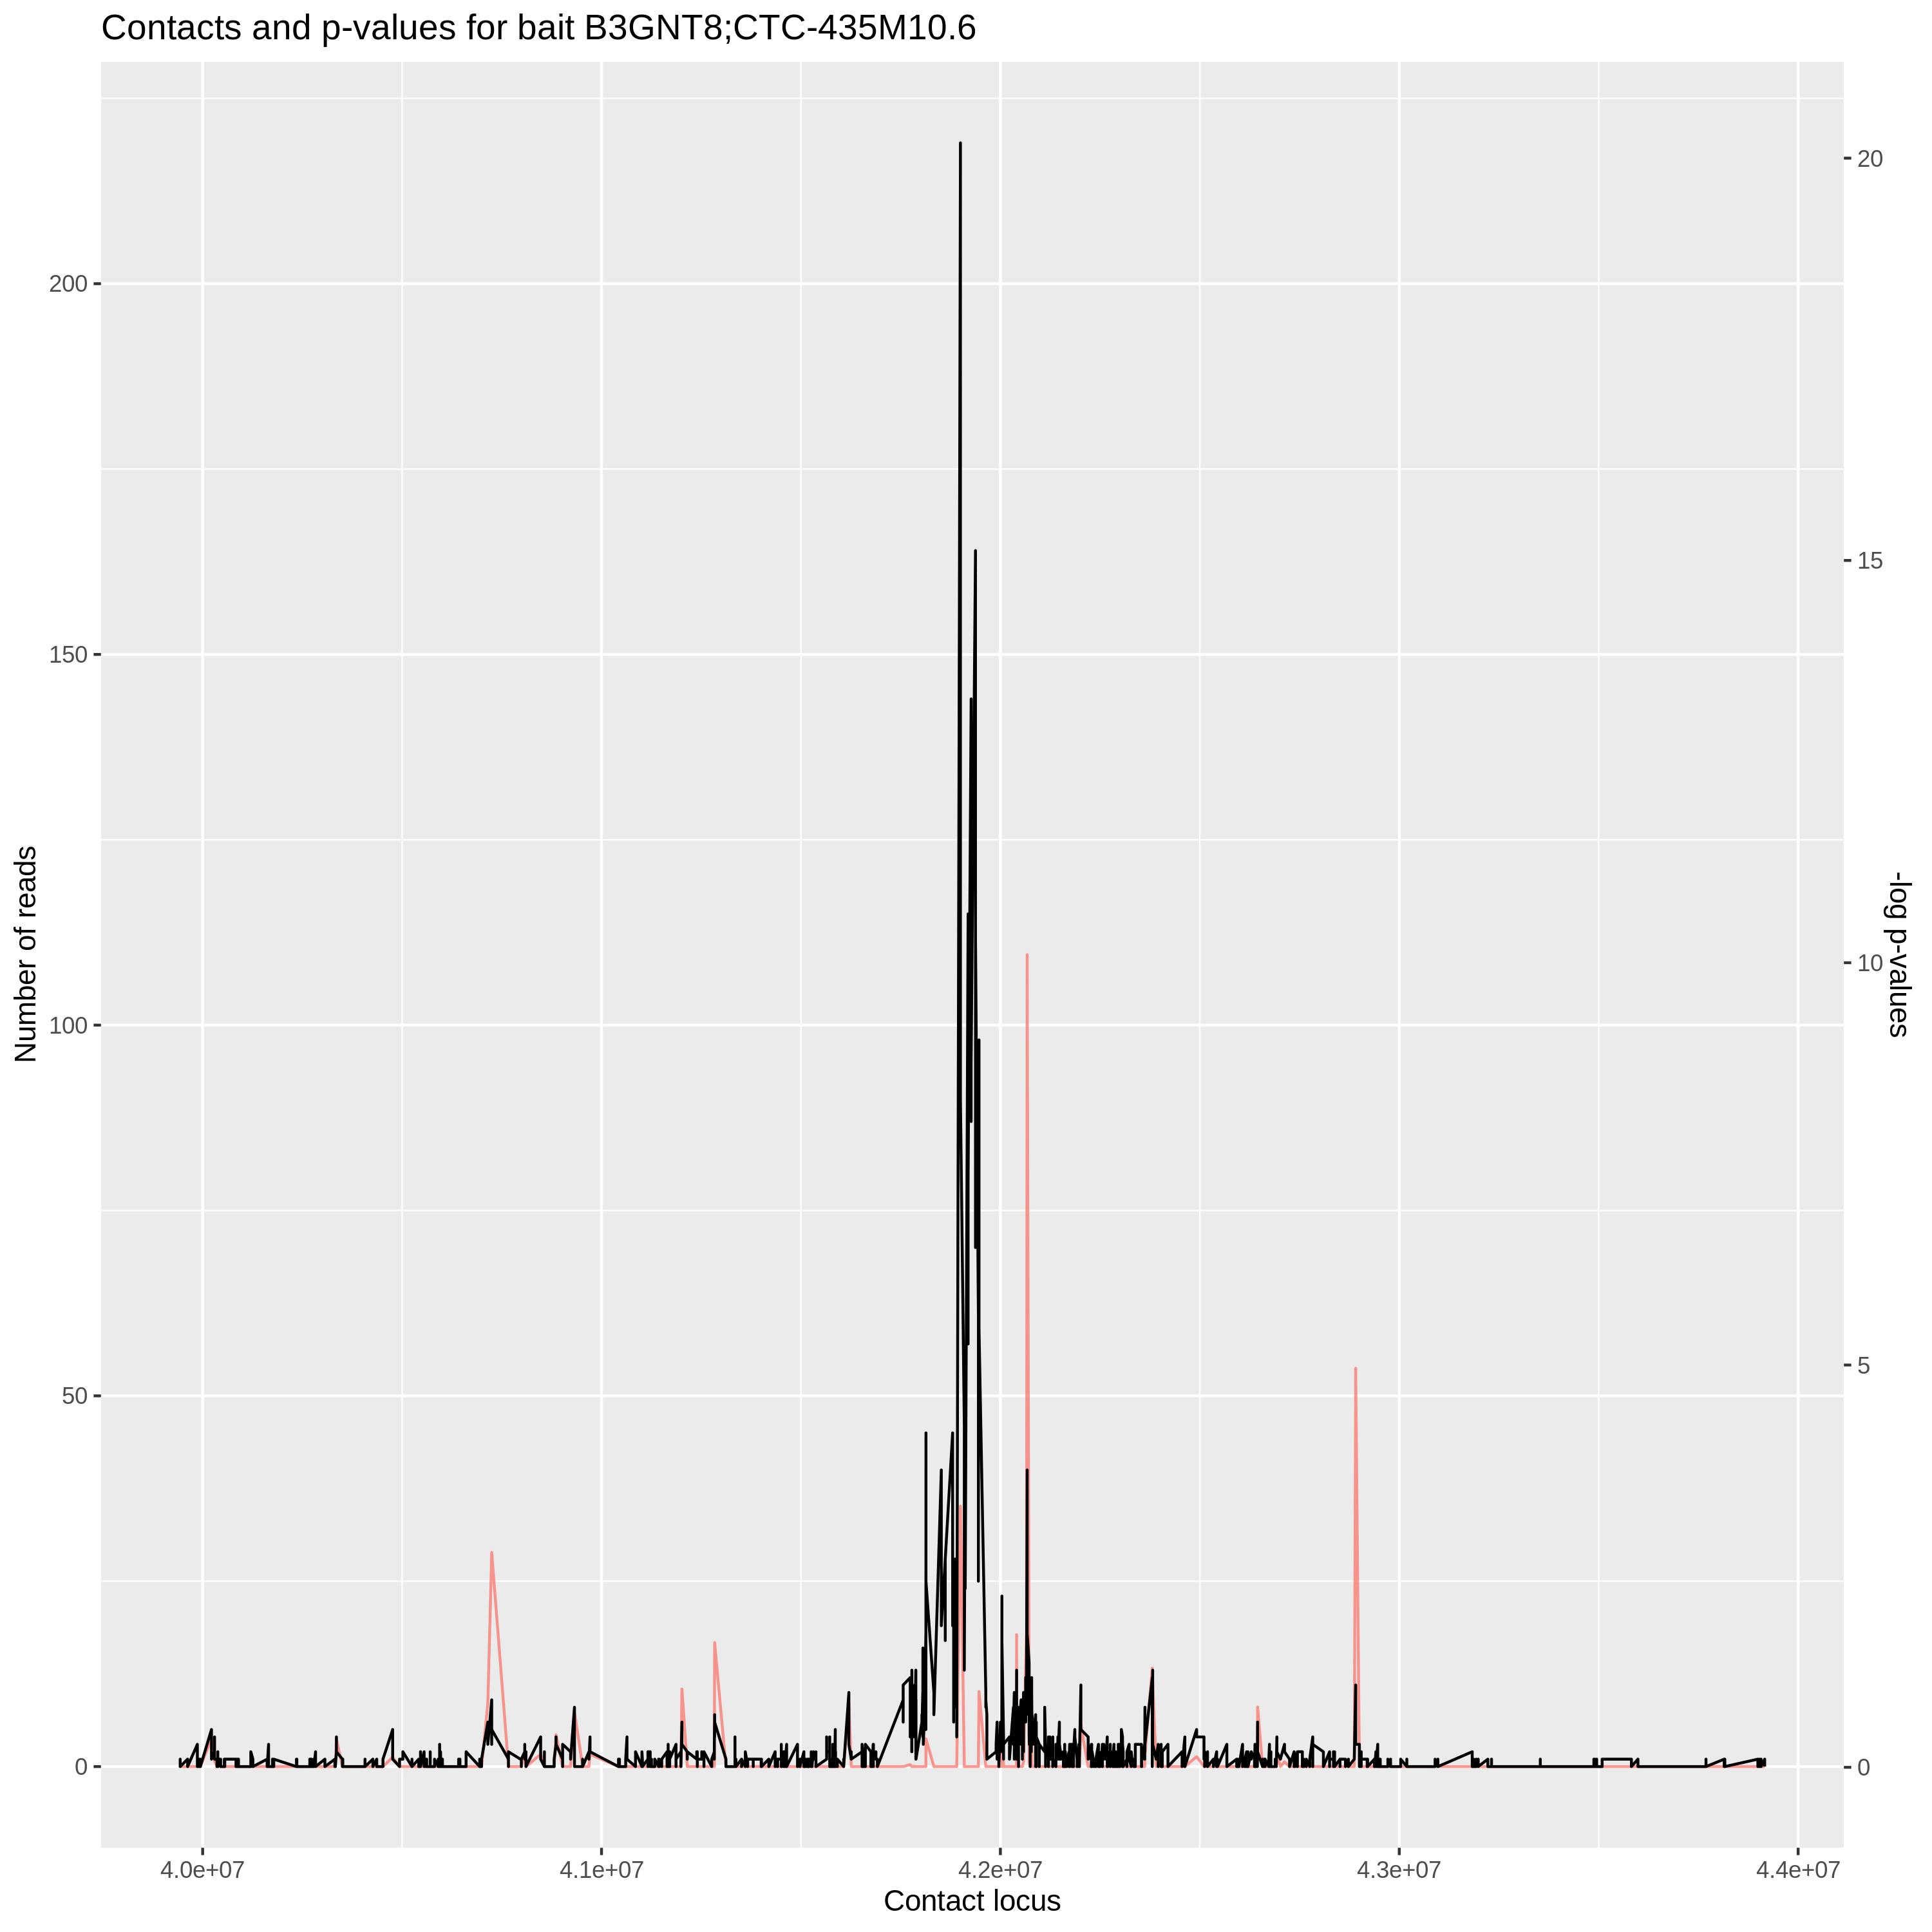 Contacts and p-values for bait B3GNT8;CTC-435M10.6
Number of reads
200
150
100
50
0
20
15
10
5
0
-log p-values
4.0e+07
4.1e+07
4.2e+07
4.3e+07
4.4e+07
Contact locus